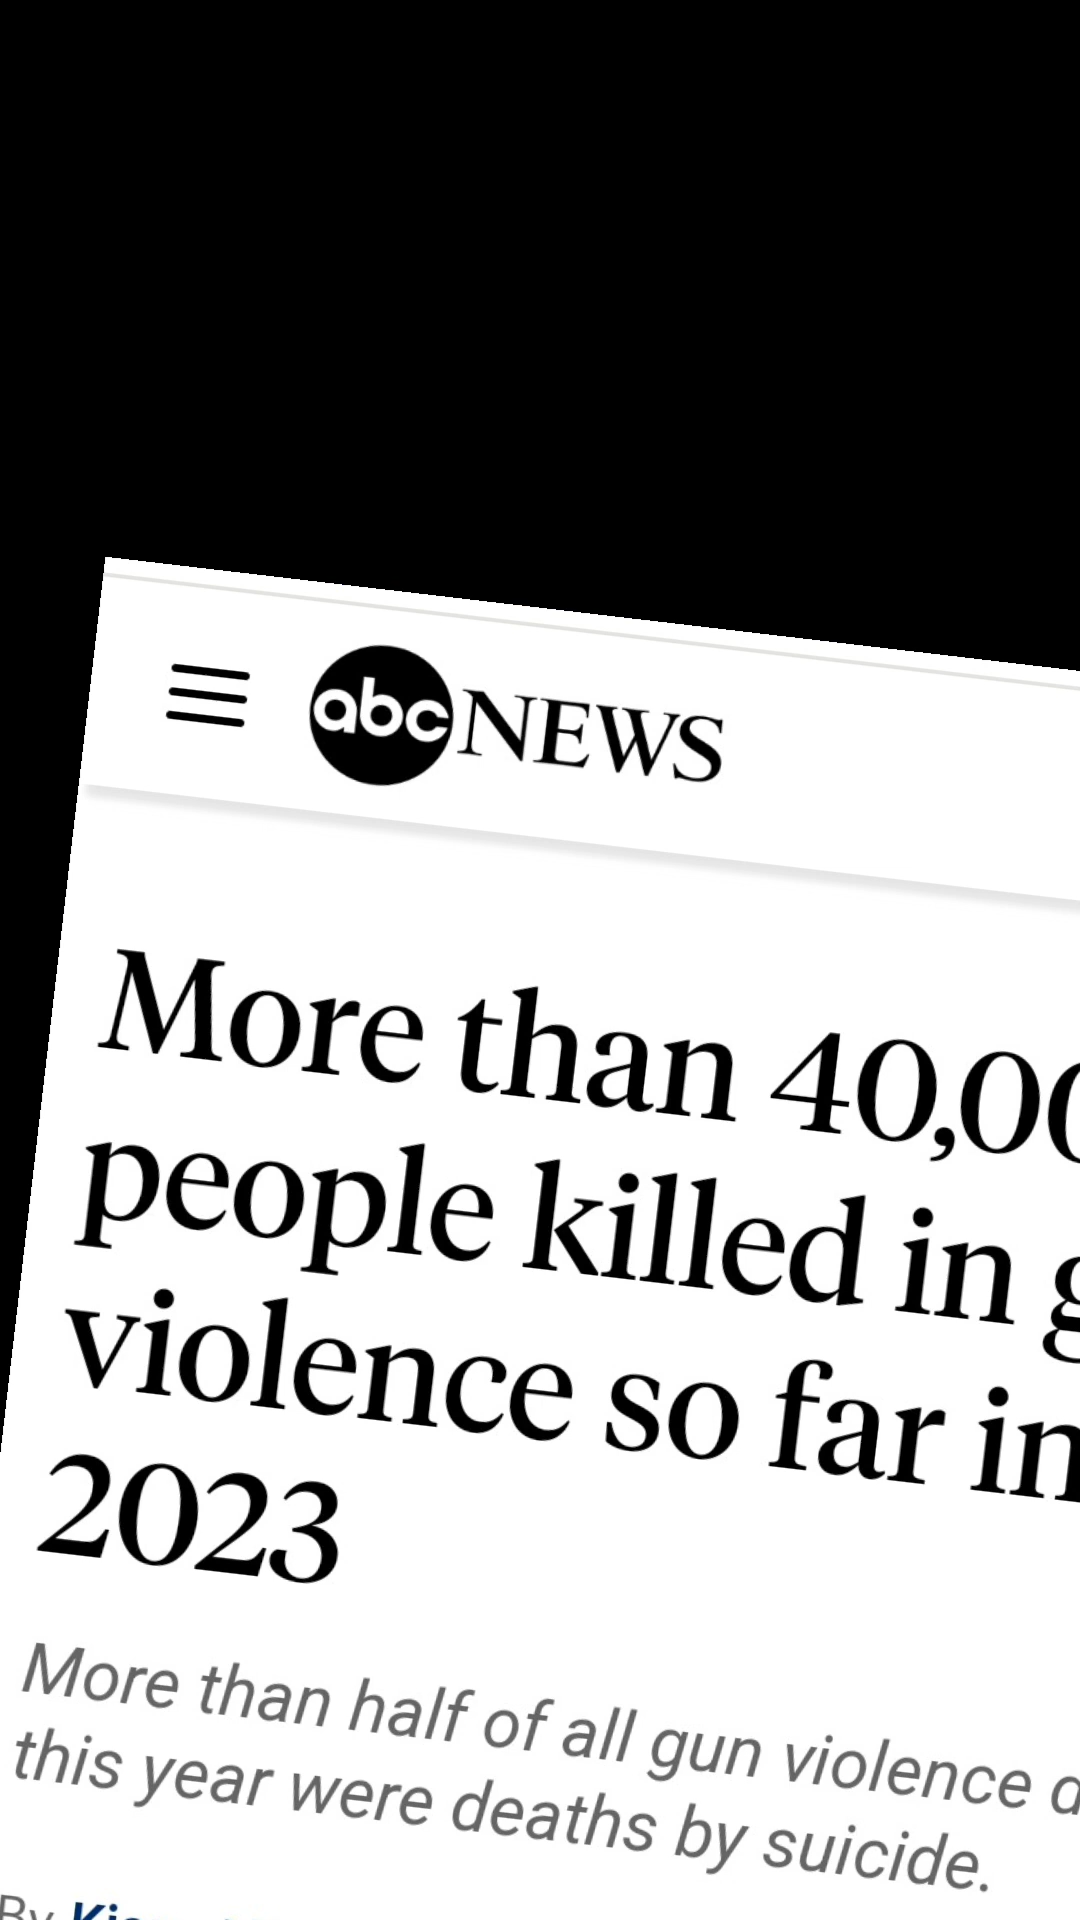 abc NEWS
More than 40,00
people killed in g
violence so far in
2023
More than half of all gun violence d
this year were deaths by suicide.
By